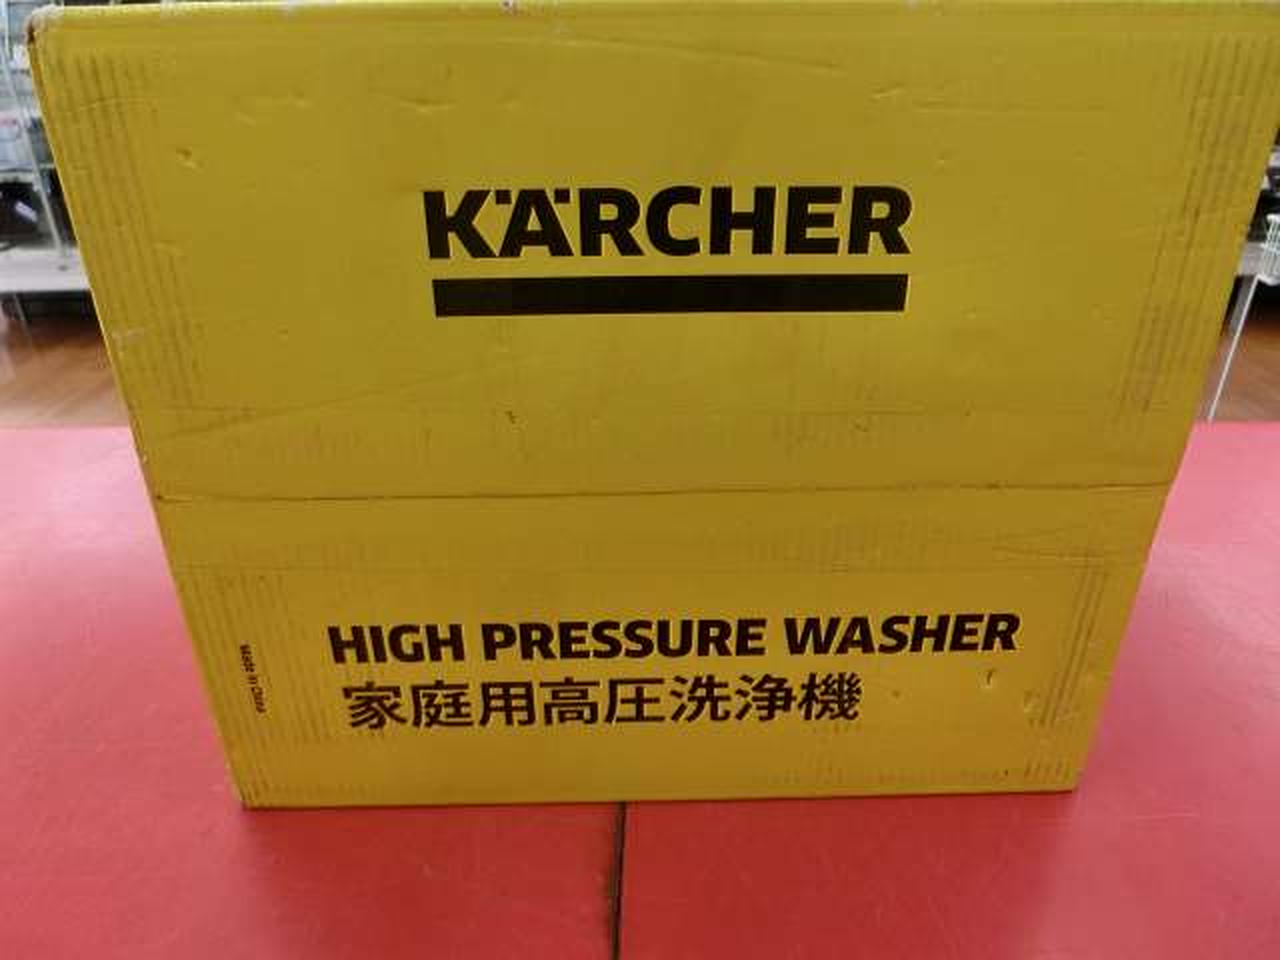 KÄRCHER
HIGH PRESSURE WASHER
家庭用高圧洗浄機
Made in China